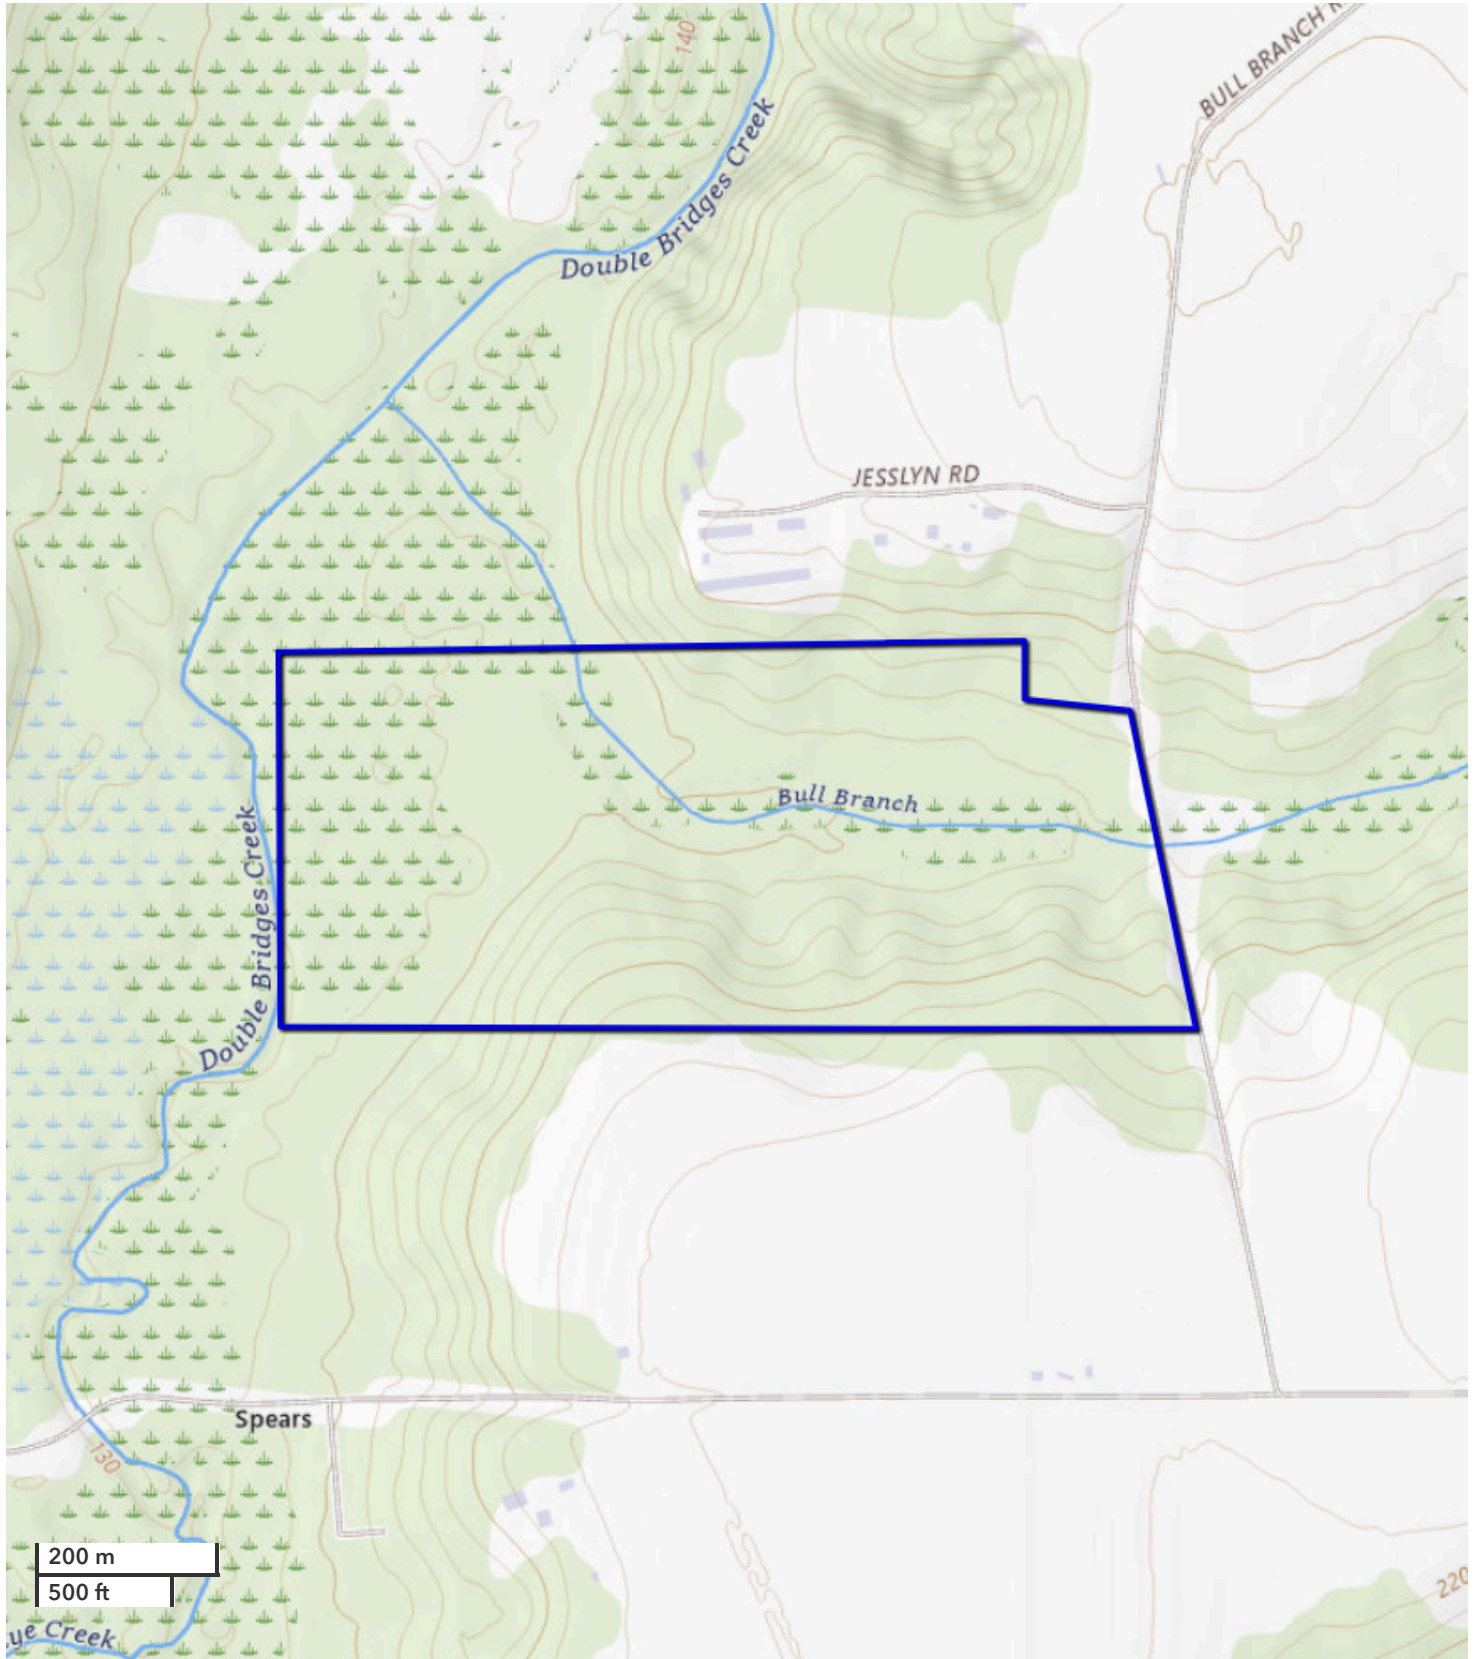 140
BULL BRANCH R
Double Bridges Creek
JESSLYN RD
Bull Branch
Double Bridges Creek
Spears
130
200 m
500 ft
220
ye Creek